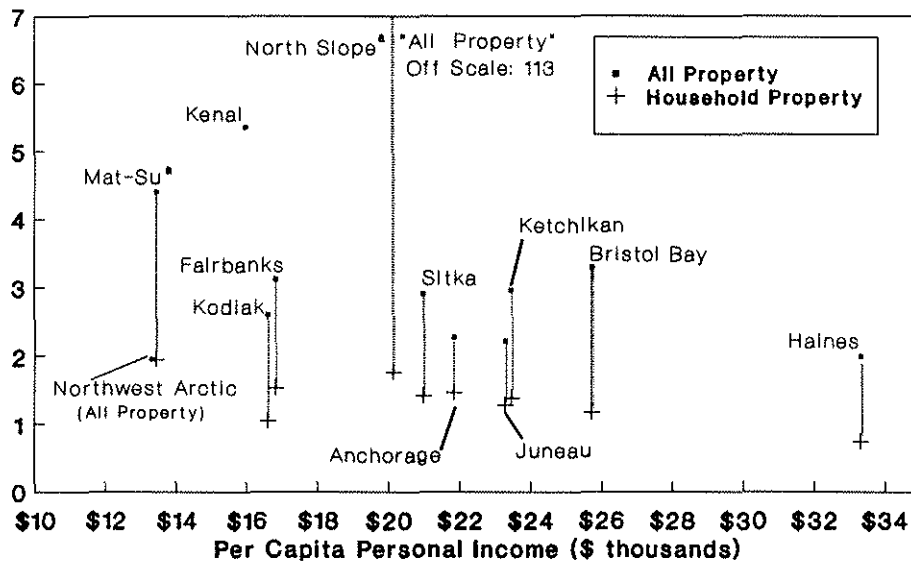 7
6
5
4
3
2
1
0
North Slope
"All Property"
Off Scale: 113
All Property
Household Property
Kenai
Mat-Su
Ketchikan
Fairbanks
Sitka
Bristol Bay
Kodiak
Haines
Northwest Arctic
(All Property)
Anchorage
Juneau
$10 $12 $14 $16 $18 $20 $22 $24 $26 $28 $30 $32 $34
Per Capita Personal Income ($ thousands)